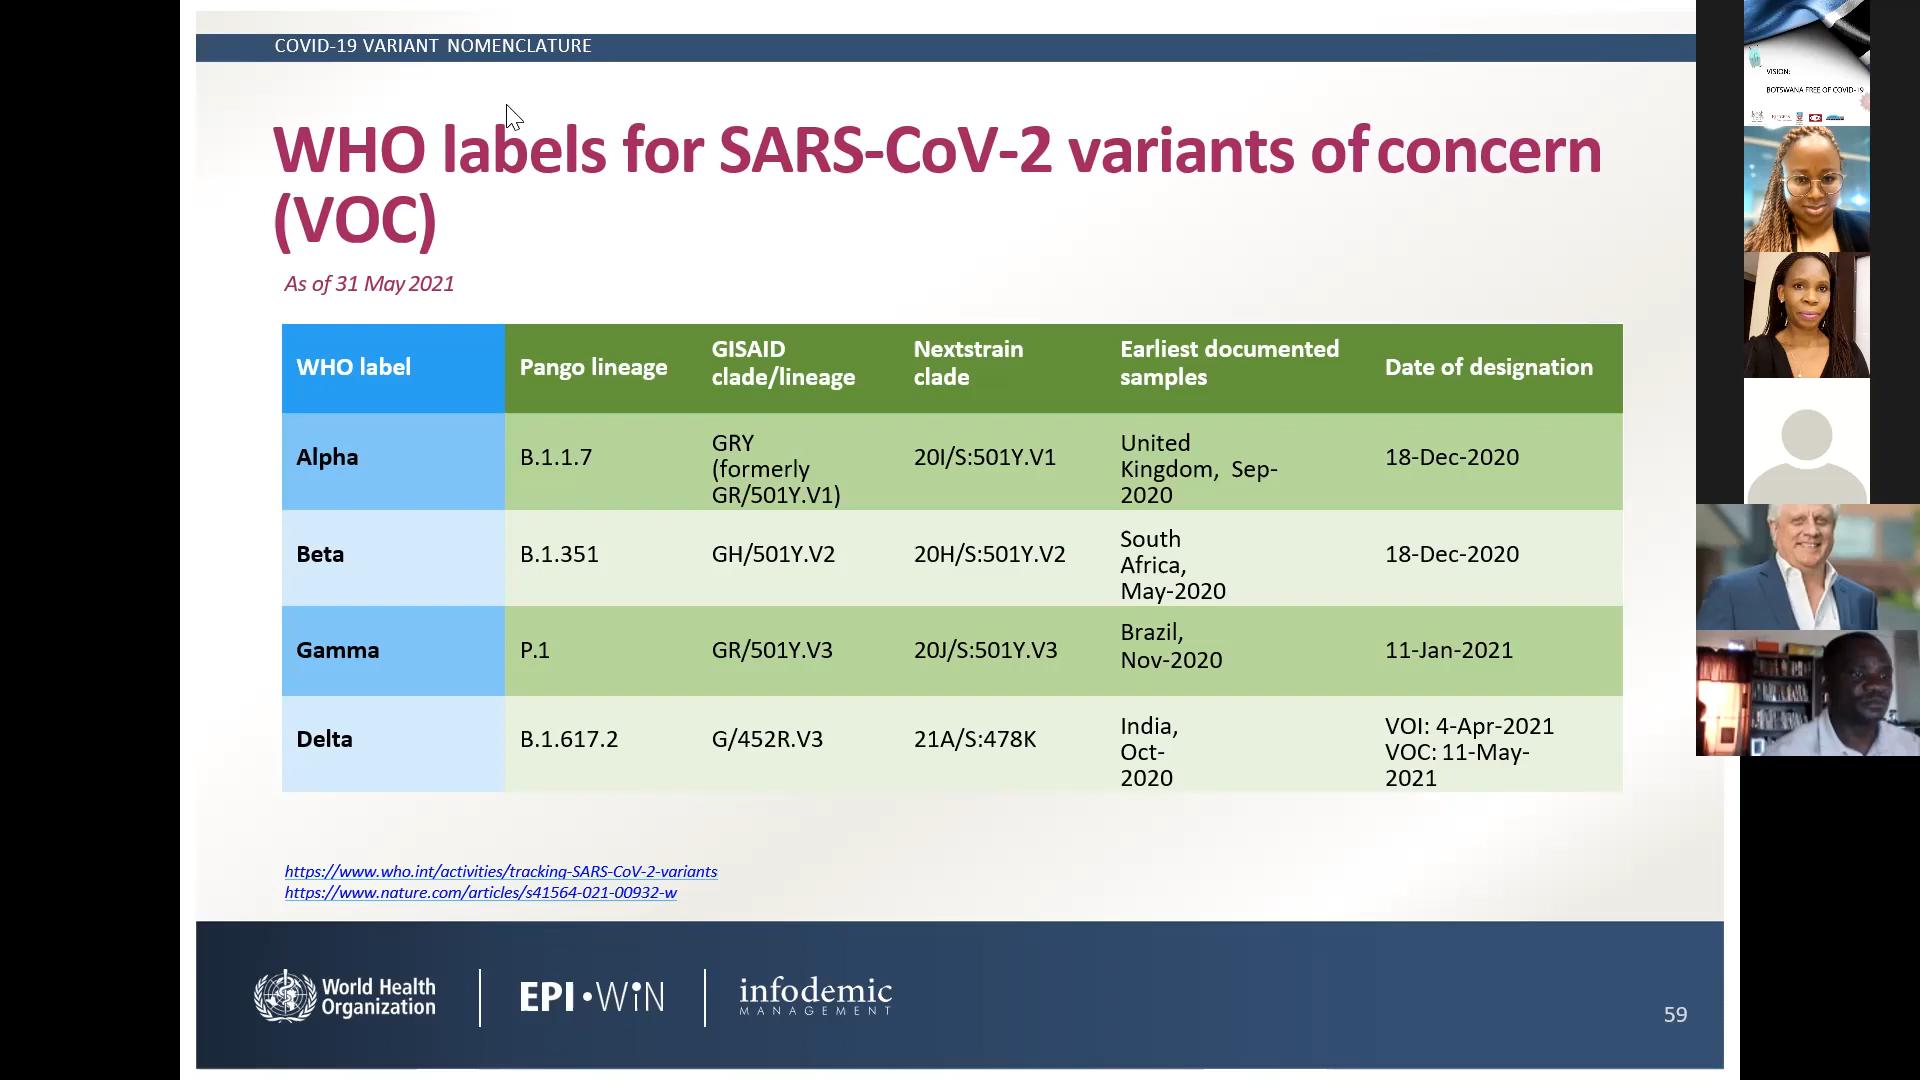 COVID-19 VARIANT NOMENCLATURE
WHO labels for SARS-CoV-2 variants of concern
(VOC)
As of 31 May 2021
WHO label
Pango lineage
GISAID
clade/lineage
Nextstrain
clade
Earliest documented
samples
Date of designation
Alpha
B.1.1.7
GRY
(formerly
GR/501Y.V1)
20I/S:501Y.V1
United
Kingdom, Sep-
2020
18-Dec-2020
Beta
B.1.351
GH/501Y.V2
20H/S:501Y.V2
South
Africa,
May-2020
18-Dec-2020
Gamma
P.1
GR/501Y.V3
20J/S:501Y.V3
Brazil,
Nov-2020
11-Jan-2021
Delta
B.1.617.2
G/452R.V3
21A/S:478K
India,
Oct-
2020
VOI: 4-Apr-2021
VOC: 11-May-
2021
https://www.who.int/activities/tracking-SARS-CoV-2-variants
https://www.nature.com/articles/s41564-021-00932-w
World Health
Organization
EPI•WiN
infodemic
MANAGEMENT
59
VISION:
BOTSWANA FREE OF COVID-19